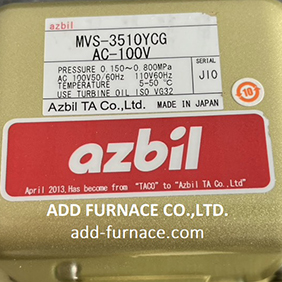 azbil
MVS-3510YCG
AC-100V
PRESSURE 0.150~0.800MPa
AC 100V50/60Hz 110V60Hz
TEMPERATURE 5-50°C
USE TURBINE OIL ISO VG32
SERIAL
J10
Azbil TA Co.,Ltd. MADE IN JAPAN
10
azbil
April 2013,Has become from "TACO" to "Azbil TA Co.,Ltd"
ADD FURNACE CO.,LTD.
add-furnace.com